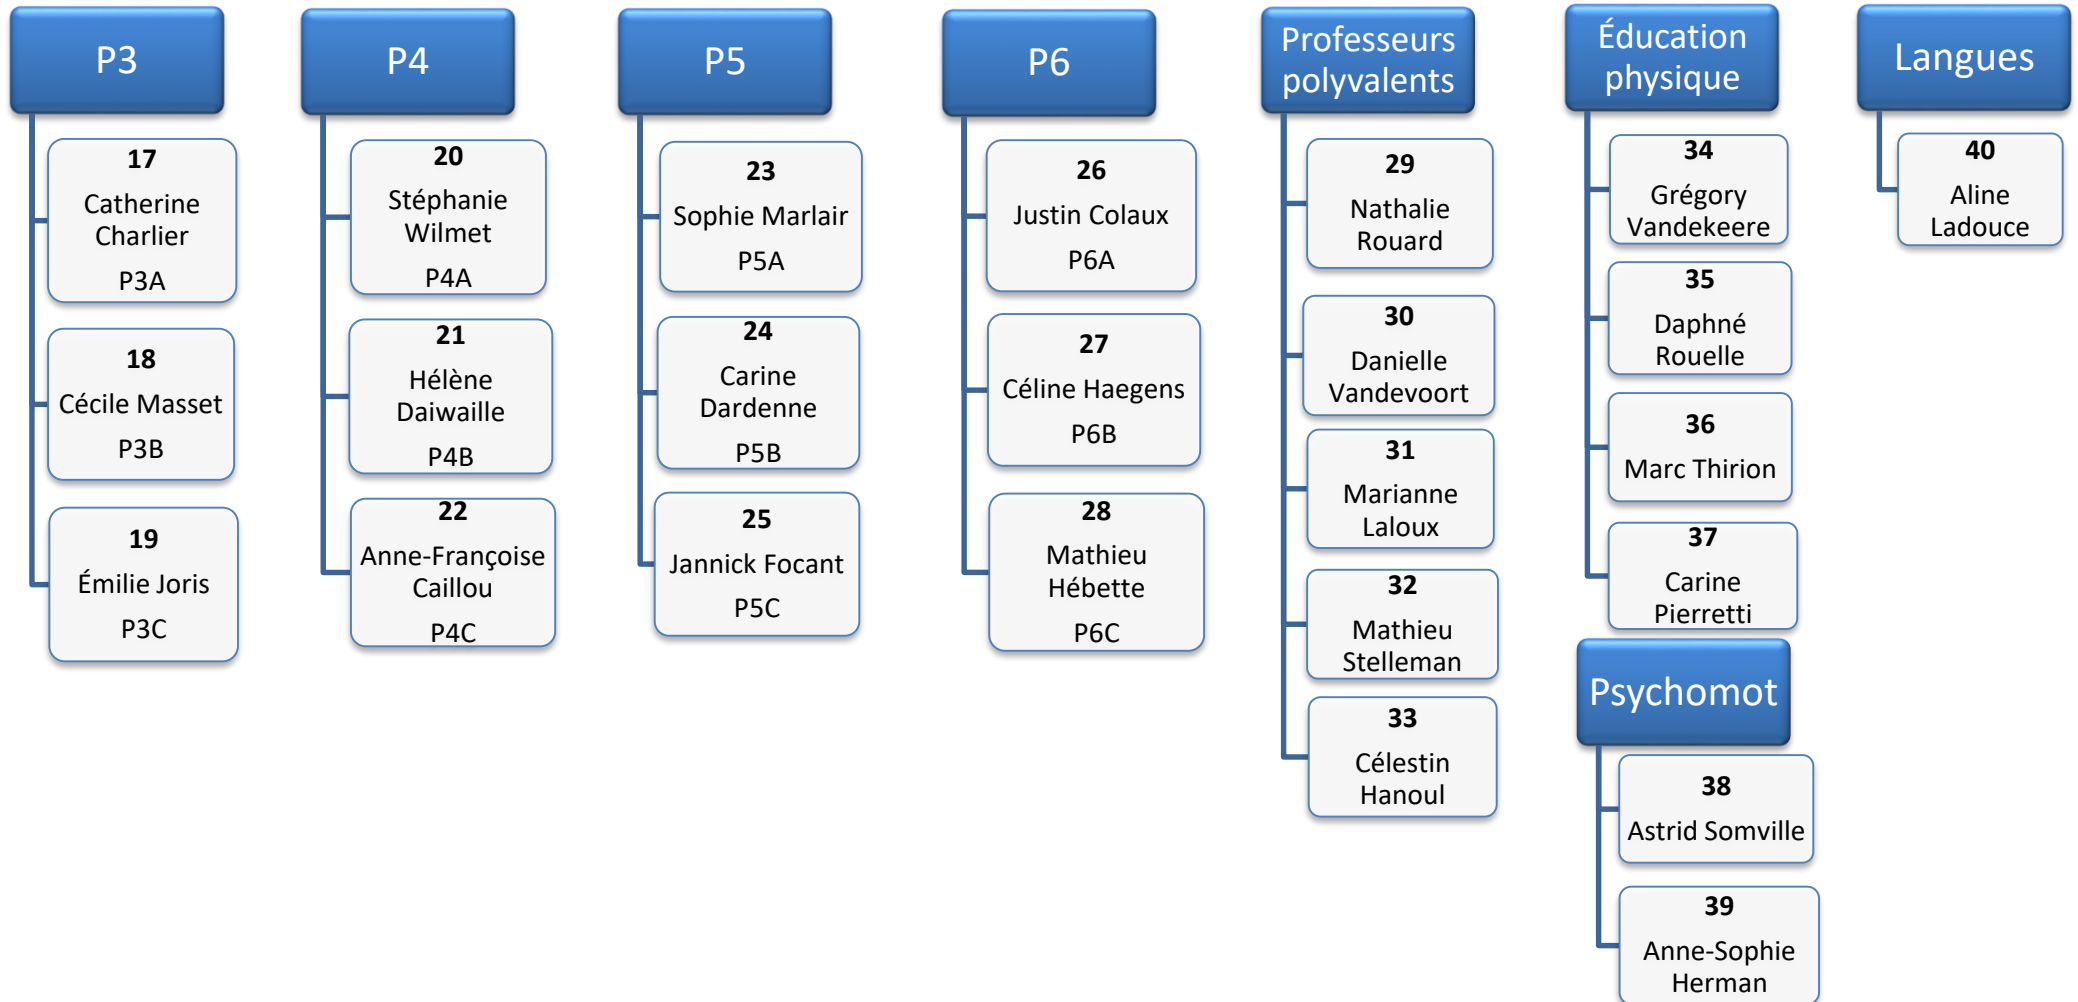 P3
17
Catherine
Charlier
P3A
18
Cécile Masset
P3B
19
Émilie Joris
P3C
P4
20
Stéphanie
Wilmet
P4A
21
Hélène
Daiwaille
P4B
22
Anne-Françoise
Caillou
P4C
P5
23
Sophie Marlair
P5A
24
Carine
Dardenne
P5B
25
Jannick Focant
P5C
P6
26
Justin Colaux
P6A
27
Céline Haegens
P6B
28
Mathieu
Hébette
P6C
Professeurs
polyvalents
29
Nathalie
Rouard
30
Danielle
Vandevoort
31
Marianne
Laloux
32
Mathieu
Stelleman
33
Célestin
Hanoul
Éducation
physique
34
Grégory
Vandekeere
35
Daphné
Rouelle
36
Marc Thirion
37
Carine
Pierretti
Psychomot
38
Astrid Somville
39
Anne-Sophie
Herman
Langues
40
Aline
Ladouce